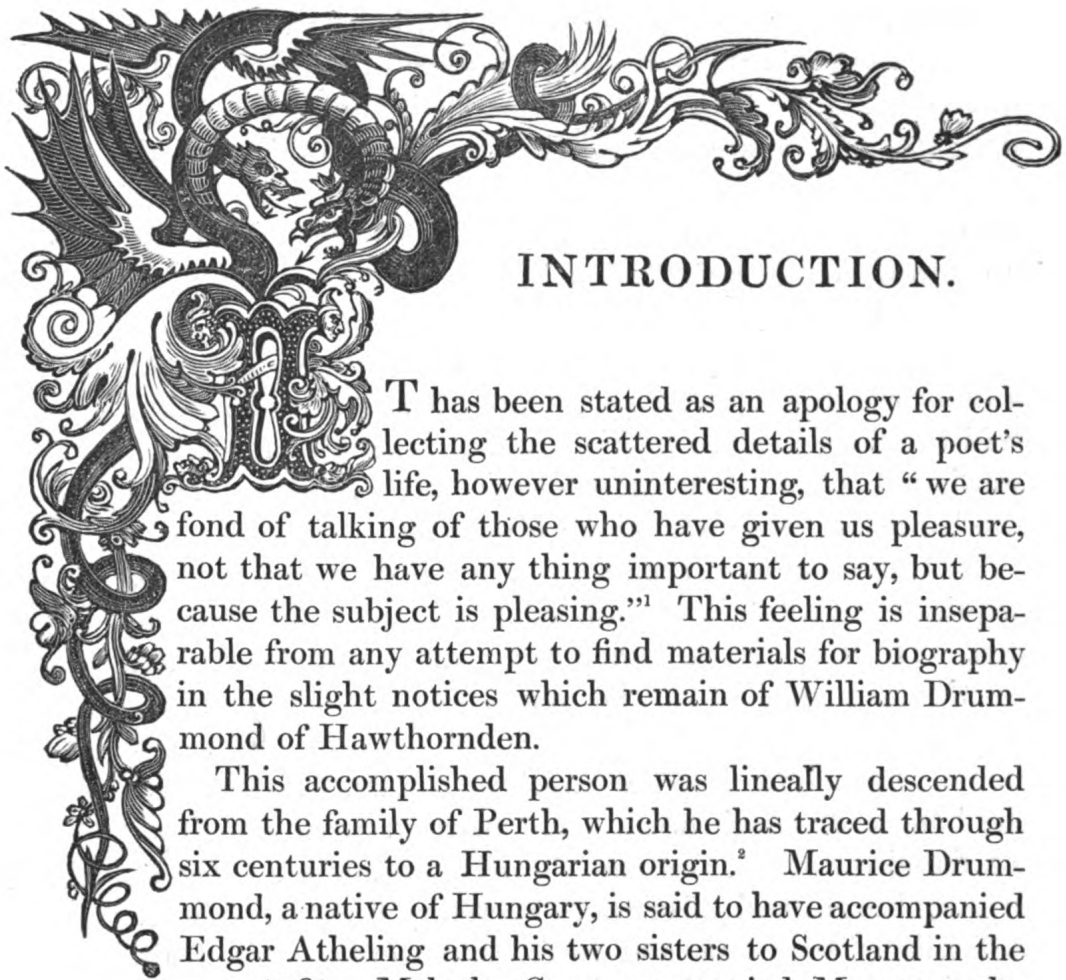 INTRODUCTION.
IT has been stated as an apology for col-
lecting the scattered details of a poet's
life, however uninteresting, that “ we are
fond of talking of those who have given us pleasure,
not that we have any thing important to say, but be-
cause the subject is pleasing.”¹ This feeling is insepa-
rable from any attempt to find materials for biography
in the slight notices which remain of William Drum-
mond of Hawthornden.
This accomplished person was lineally descended
from the family of Perth, which he has traced through
six centuries to a Hungarian origin.² Maurice Drum-
mond, a native of Hungary, is said to have accompanied
Edgar Atheling and his two sisters to Scotland in the